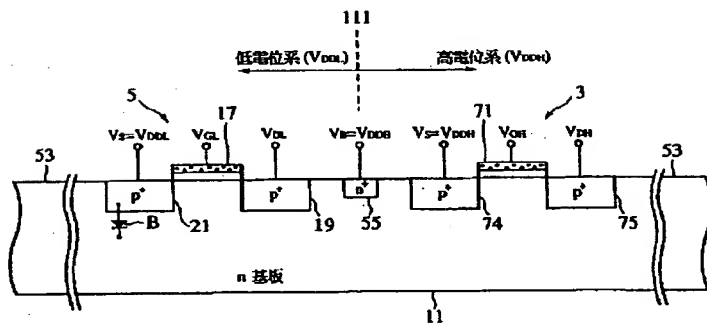 111
低電位系 (VDDL)
高電位系 (VDDH)
5
17
71
3
VS=VDDL
VGL
VDL
VB=VDDH
VS=VDDH
VGH
VDH
53
53
p+
p+
n+
p+
p+
B
21
19
55
74
75
n 基板
11